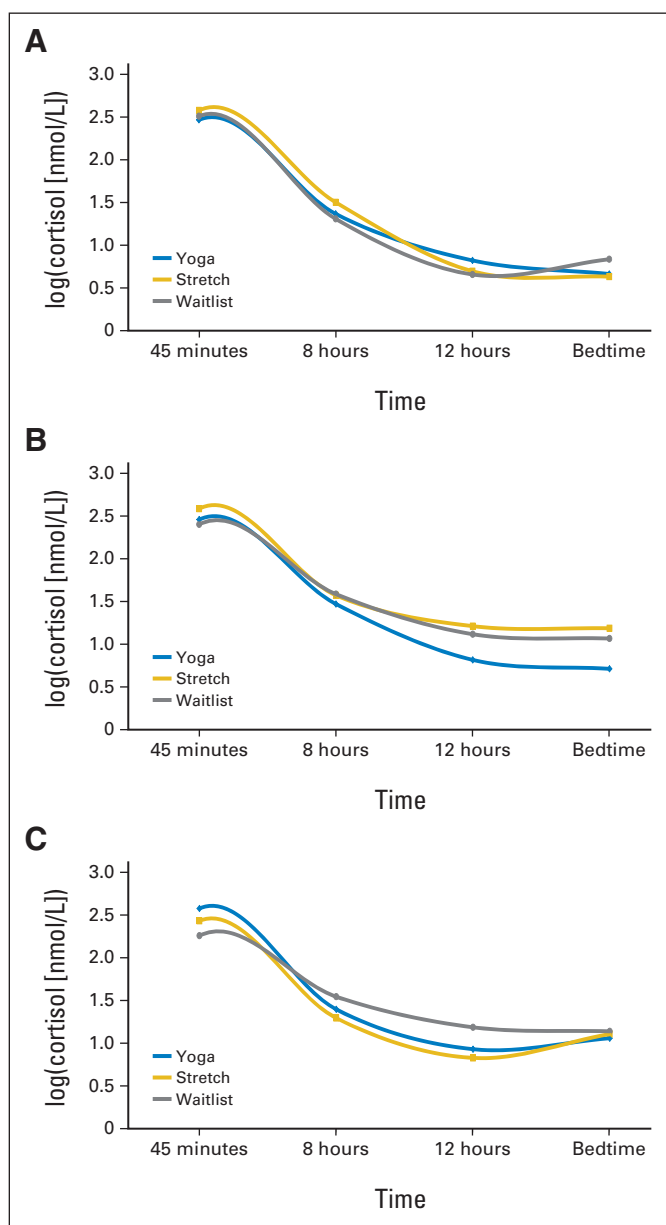 A
log(cortisol [nmol/L])
3.0
2.5
2.0
1.5
1.0
0.5
0
Yoga
Stretch
Waitlist
45 minutes 8 hours 12 hours Bedtime
Time
B
log(cortisol [nmol/L])
3.0
2.5
2.0
1.5
1.0
0.5
0
Yoga
Stretch
Waitlist
45 minutes 8 hours 12 hours Bedtime
Time
C
log(cortisol [nmol/L])
3.0
2.5
2.0
1.5
1.0
0.5
0
Yoga
Stretch
Waitlist
45 minutes 8 hours 12 hours Bedtime
Time